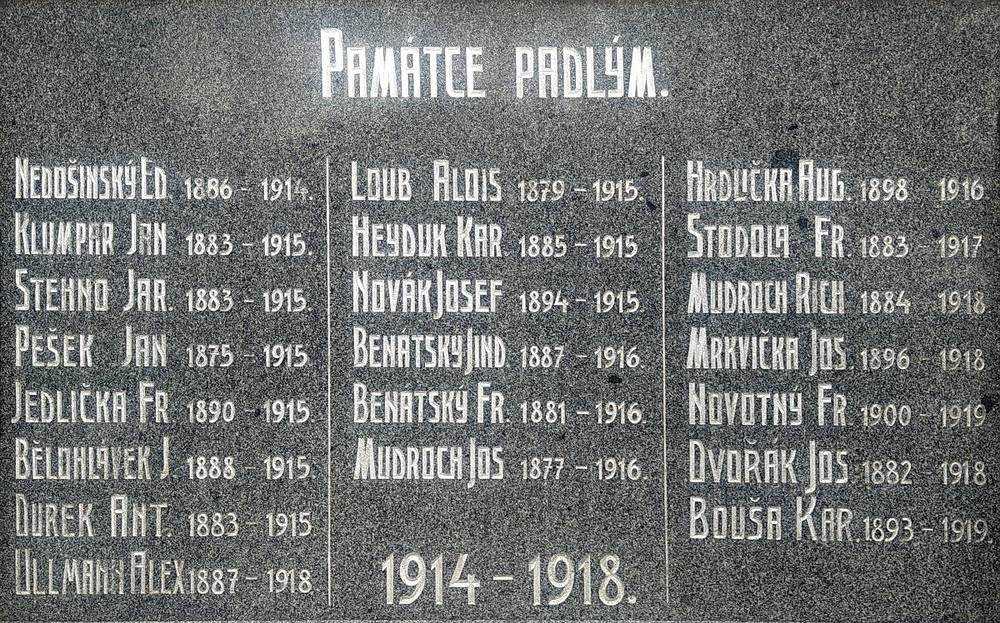 PAMÁTCE PADLÝM.
NEDOŠINSKÝ ED. 1886 - 1914.
KLUMPAR JAN 1883 - 1915.
STEHNO JAR. 1883 - 1915.
PEŠEK JAN 1875 - 1915.
JEDLIČKA FR. 1890 - 1915.
BĚLOHLAVEK J. 1888 - 1915.
DUREK ANT. 1883 - 1915
ULLMANN ALEX 1887 - 1918.
LOUB ALOIS 1879 - 1915.
HEYDUK KAR. 1885 - 1915
NOVÁK JOSEF 1894 - 1915.
BENÁTSKÝ JIND. 1887 - 1916.
BENÁTSKÝ FR. 1881 - 1916.
MUDROCH JOS 1877 - 1916.
1914 - 1918.
HRDLIČKA AUG. 1898 1916
STODOLA FR. 1883 - 1917
MUDROCH RICH 1884 1918
MRKVIČKA JOS. 1896 - 1918
NOVOTNY FR. 1900 - 1919
DVOŘÁK JOS. 1882 - 1918
BOUŠA KAR. 1893 - 1919.